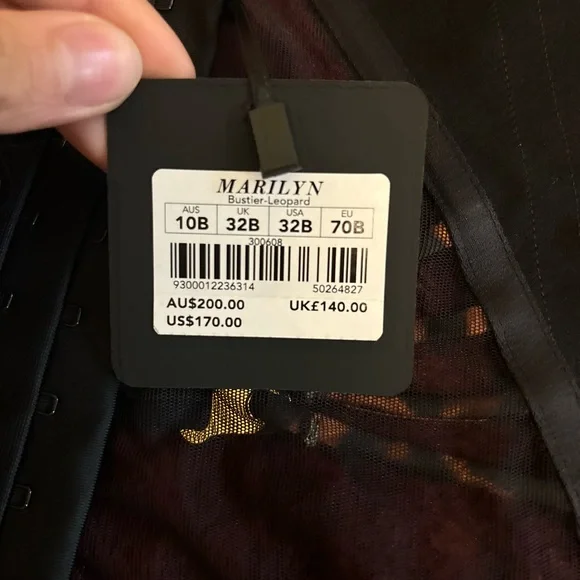 MARILYN
Bustier-Leopard
AUS UK USA EU
10B 32B 32B 70B
300608
9300012236314 50264827
AU$200.00 UK£140.00
US$170.00